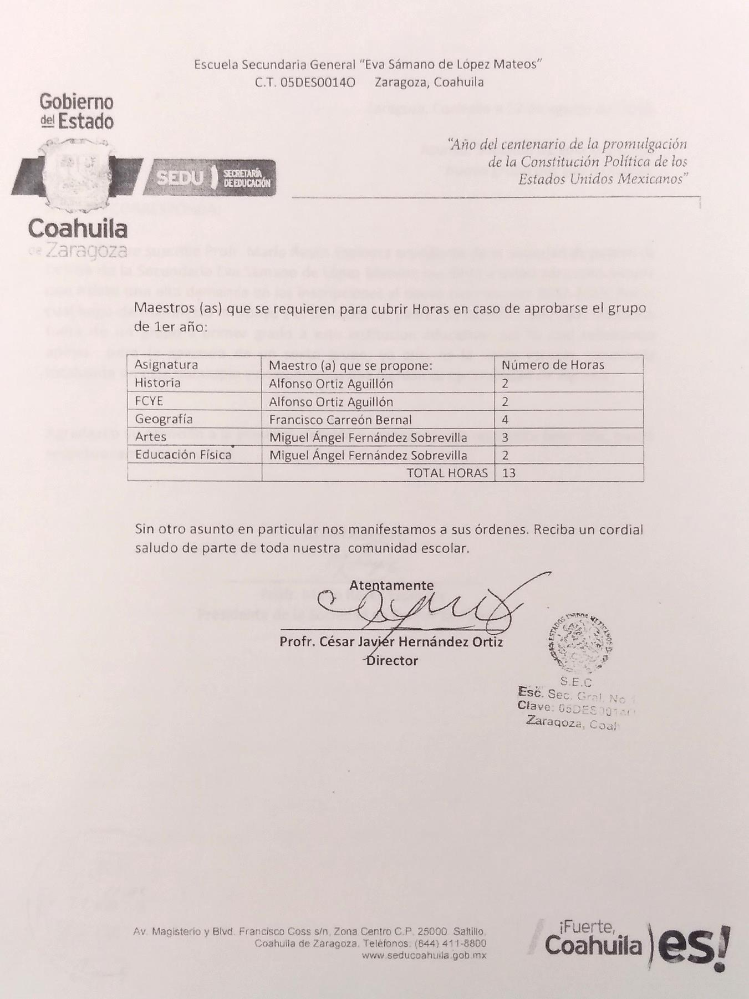 Escuela Secundaria General “Eva Sámano de López Mateos”
C.T. 05DES0014O Zaragoza, Coahuila
Gobierno
del Estado
SEDU SECRETARÍA
DE EDUCACIÓN
Coahuila
de Zaragoza
“Año del centenario de la promulgación
de la Constitución Política de los
Estados Unidos Mexicanos”
Maestros (as) que se requieren para cubrir Horas en caso de aprobarse el grupo
de 1er año:
Asignatura Maestro (a) que se propone: Número de Horas
Historia Alfonso Ortiz Aguillón 2
FCYE Alfonso Ortiz Aguillón 2
Geografía Francisco Carreón Bernal 4
Artes Miguel Ángel Fernández Sobrevilla 3
Educación Física Miguel Ángel Fernández Sobrevilla 2
TOTAL HORAS 13
Sin otro asunto en particular nos manifestamos a sus órdenes. Reciba un cordial
saludo de parte de toda nuestra comunidad escolar.
Atentamente
Profr. César Javier Hernández Ortiz
Director
ESTADOS UNIDOS MEXICANOS
S.E.C
Esc. Sec. Gral. No
Clave: 05DES0014O
Zaragoza, Coah
Av. Magisterio y Blvd. Francisco Coss s/n, Zona Centro C.P. 25000 Saltillo,
Coahuila de Zaragoza. Teléfonos: (844) 411-8800
www.seducoahuila.gob.mx
¡Fuerte,
Coahuila es!